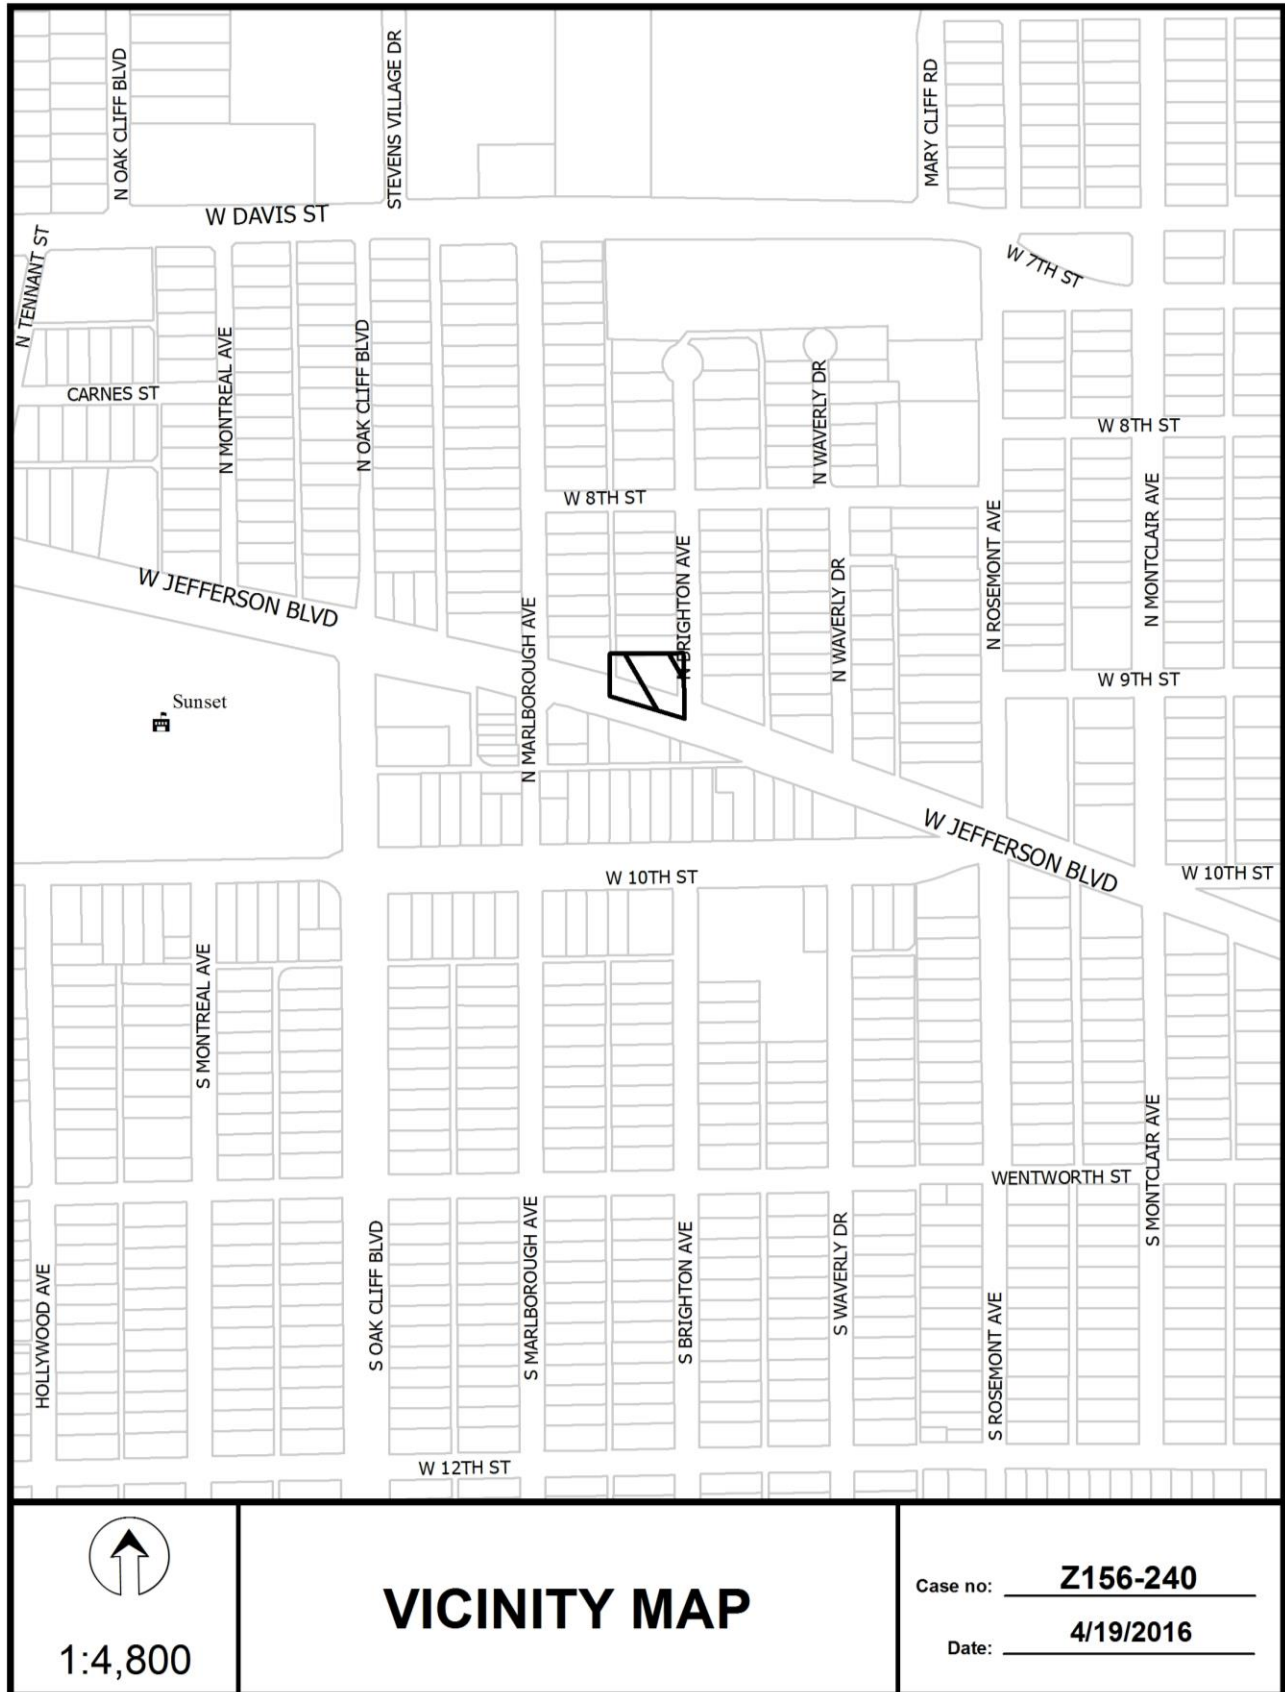 N OAK CLIFF BLVD
STEVENS VILLAGE DR
MARY CLIFF RD
W DAVIS ST
N TENNANT ST
W 7TH ST
CARNES ST
N MONTREAL AVE
N OAK CLIFF BLVD
N WAVERLY DR
W 8TH ST
W 8TH ST
N MONTCLAIR AVE
N ROSEMONT AVE
N BRIGHTON AVE
N WAVERLY DR
W JEFFERSON BLVD
N MARLBOROUGH AVE
W 9TH ST
Sunset
W JEFFERSON BLVD
W 10TH ST
W 10TH ST
S MONTREAL AVE
S MONTCLAIR AVE
WENTWORTH ST
HOLLYWOOD AVE
S OAK CLIFF BLVD
S MARLBOROUGH AVE
S BRIGHTON AVE
S WAVERLY DR
S ROSEMONT AVE
W 12TH ST
1:4,800
VICINITY MAP
Case no: Z156-240
Date: 4/19/2016